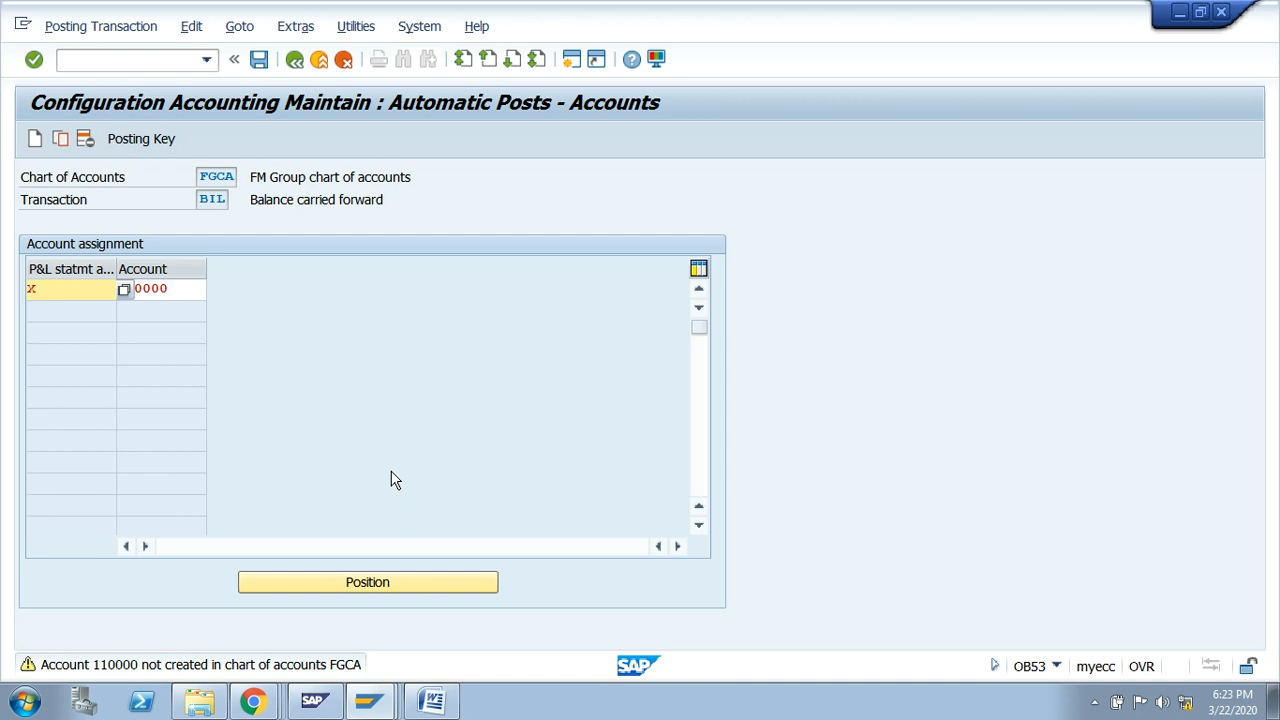 Posting Transaction Edit Goto Extras Utilities System Help
Configuration Accounting Maintain : Automatic Posts - Accounts
Posting Key
Chart of Accounts FGCA FM Group chart of accounts
Transaction BIL Balance carried forward
Account assignment
P&L statmt a... Account
X 0000
Position
Account 110000 not created in chart of accounts FGCA
SAP OB53 myecc OVR
SAP
6:23 PM
3/22/2020